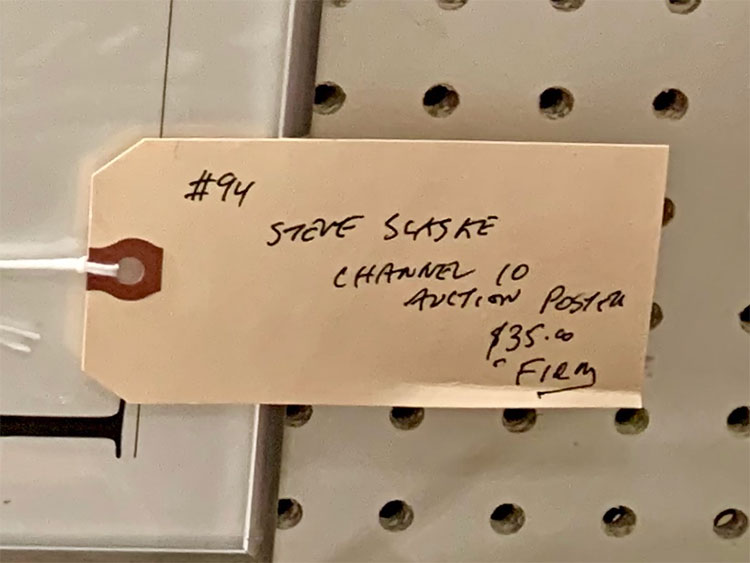 #94
STEVE SLASKE
CHANNEL 10
AUCTION POSTER
$35.00
"FIRM